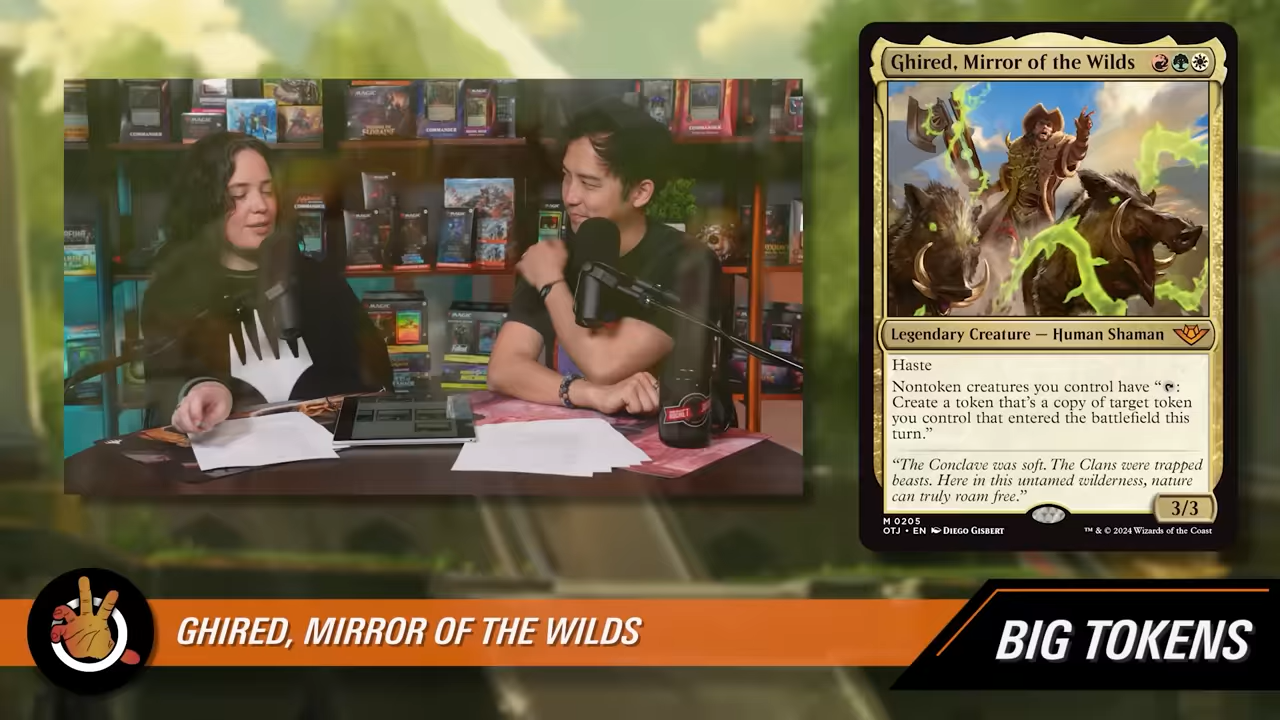 Ghired, Mirror of the Wilds
Legendary Creature — Human Shaman
Haste
Nontoken creatures you control have “: 
Create a token that’s a copy of target token
you control that entered the battlefield this
turn.”
“The Conclave was soft. The Clans were trapped
beasts. Here in this untamed wilderness, nature
can truly roam free.”
3/3
M 0205
OTJ • EN DIEGO GISBERT
™ & © 2024 Wizards of the Coast
COMMANDER
COMMANDER
MAGIC
MAGIC
GHIRED, MIRROR OF THE WILDS
BIG TOKENS